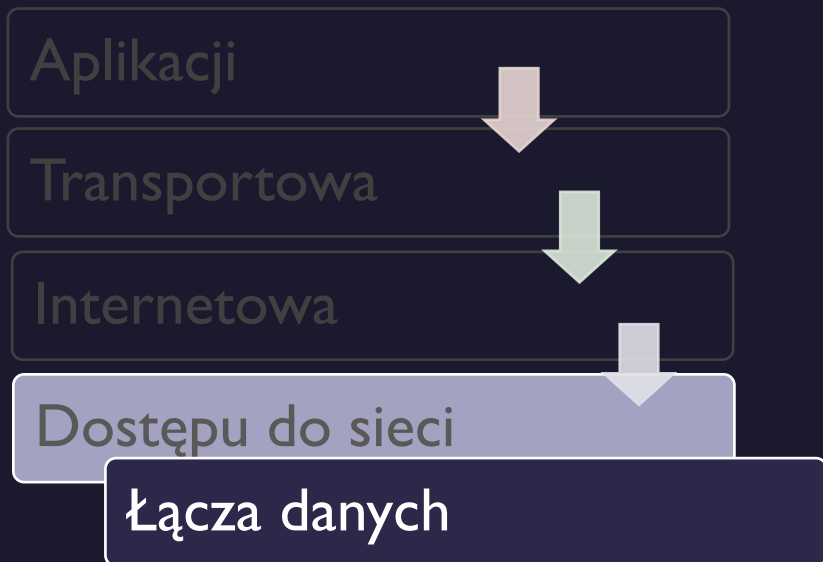 Aplikacji
Transportowa
Internetowa
Dostępu do sieci
Łącza danych